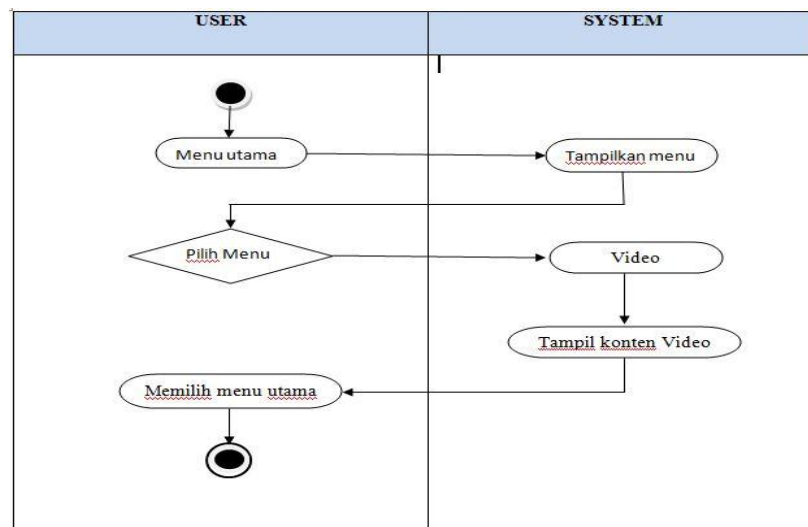 USER
SYSTEM
Menu utama
Tampilkan menu
Pilih Menu
Video
Tampil konten Video
Memilih menu utama